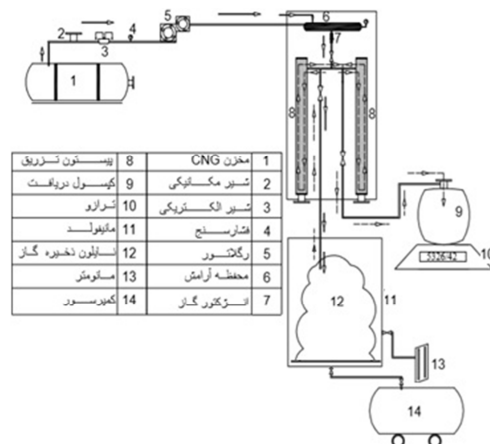 5
6
2
4
3
7
1
8
8
پیستون تزریق 8 مخزن CNG 1
کپسول دریافت 9 شیر مکانیکی 2
ترازو 10 شیر الکتریکی 3
مانیفولد 11 فشارسنج 4
نایلون ذخیره گاز 12 رگلاتور 5
مانومتر 13 محفظه آرامش 6
کمپرسور 14 انژکتور گاز 7
9
10
5326/42
12
11
13
14